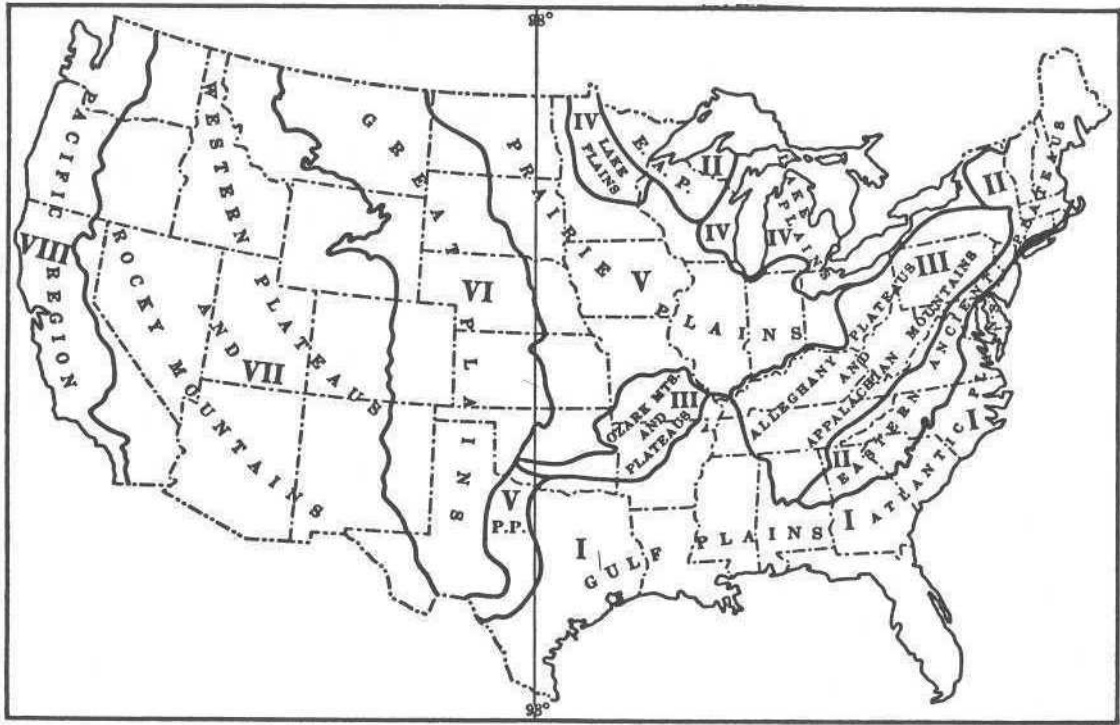 98°
PACIFIC
REGION
VIII
WESTERN
ROCKY MOUNTAINS
AND
PLATEAUS
VII
GREAT
PLAINS
VI
PRAIRIE
PLAINS
V
V
P.P.
IV
LAKE
PLAINS
E.A.P.
II
IV
IV
LAKE
PLAINS
II
PLATEAUS
III
ALLEGHANY PLATEAUS
AND
APPALACHIAN MOUNTAINS
OZARK MTS.
III
AND
PLATEAUS
EASTERN
ANCIENT
II
ATLANTIC P.
I
I
I
GULF
PLAINS
98°